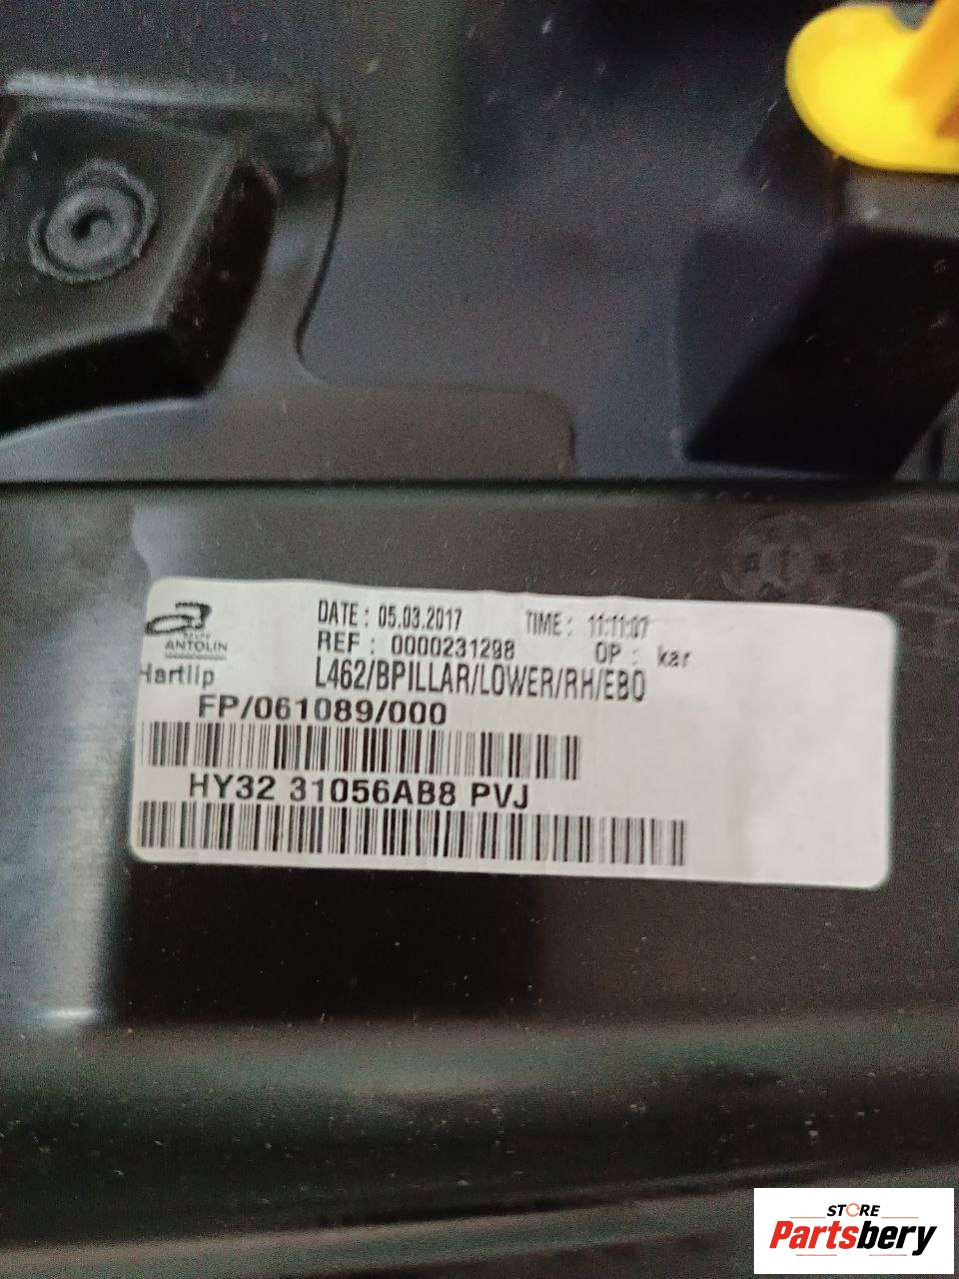 DATE : 05.03.2017 TIME : 11:11:07
REF : 0000231298 OP : kar
GRUPO
ANTOLIN
Hartlip
L462/BPILLAR/LOWER/RH/EBO
FP/061089/000
HY32 31056AB8 PVJ
STORE
Partsbery